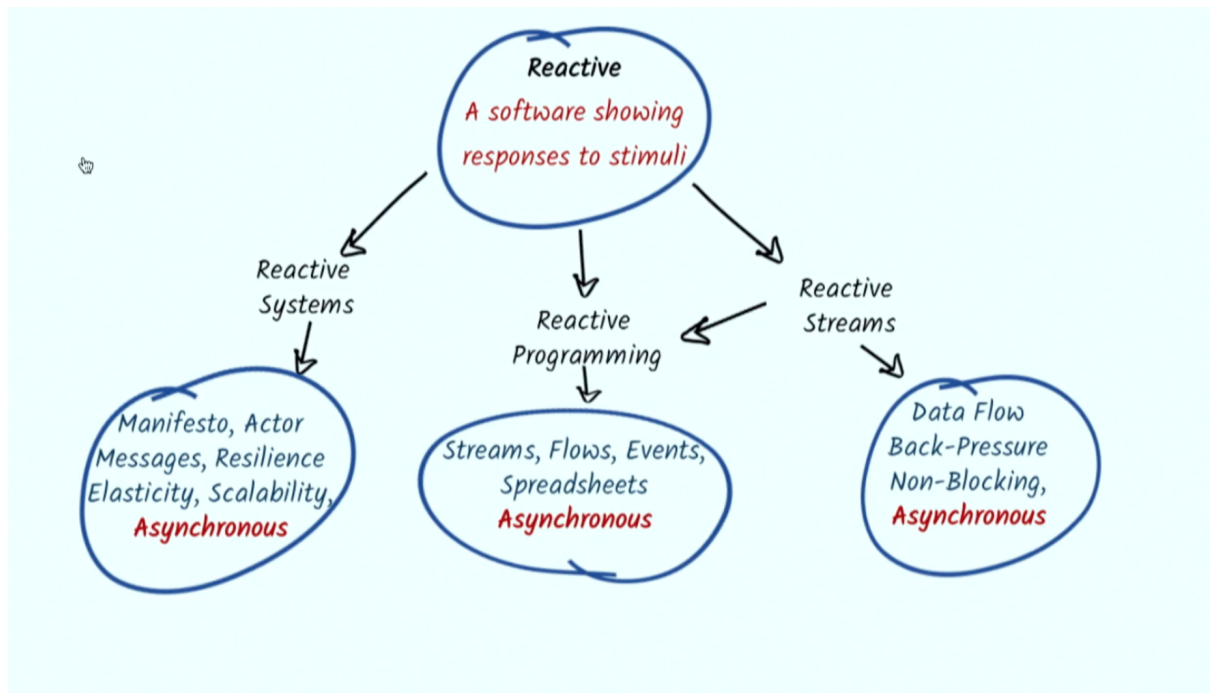 Reactive
A software showing
responses to stimuli
Reactive
Systems
Reactive
Programming
Reactive
Streams
Manifesto, Actor
Messages, Resilience
Elasticity, Scalability,
Asynchronous
Streams, Flows, Events,
Spreadsheets
Asynchronous
Data Flow
Back-Pressure
Non-Blocking,
Asynchronous